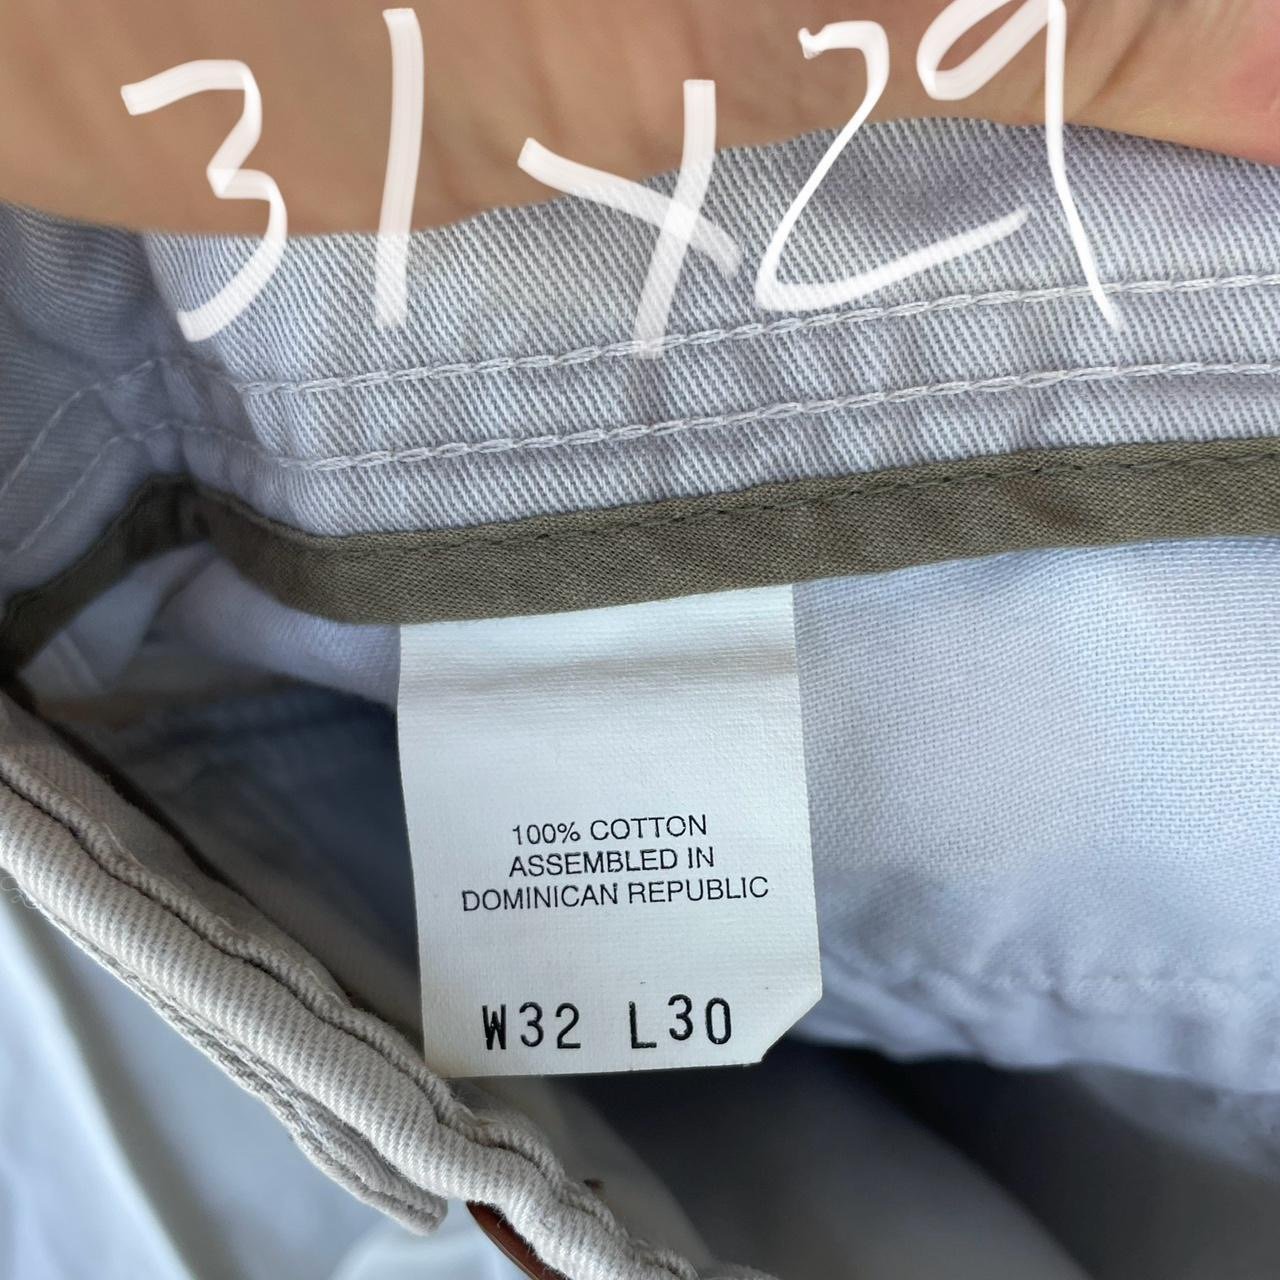 31x29
100% COTTON
ASSEMBLED IN
DOMINICAN REPUBLIC
W32 L30